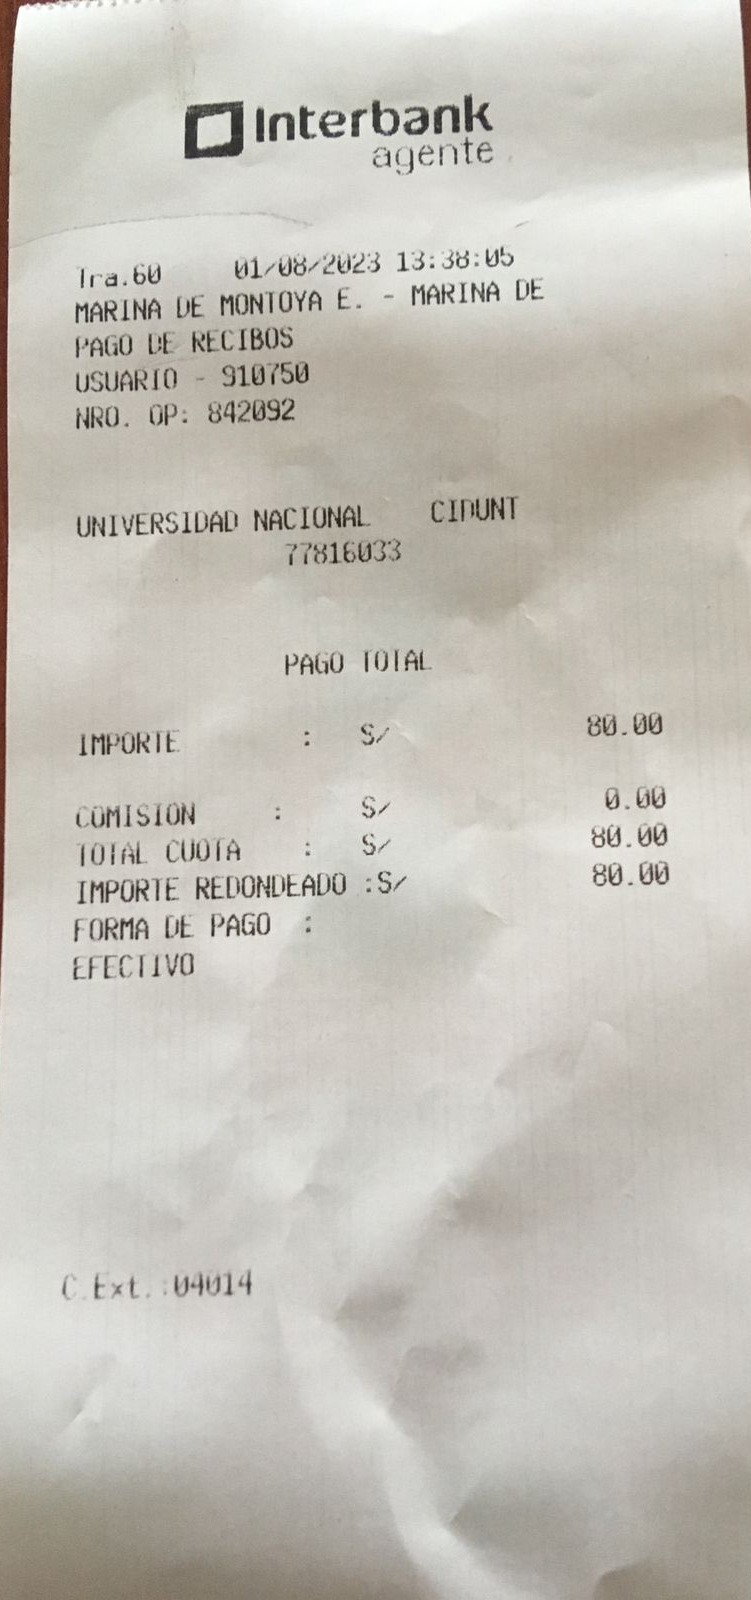 Interbank
agente
Tra.60 01/08/2023 13:38:05
MARINA DE MONTOYA E. - MARINA DE
PAGO DE RECIBOS
USUARIO - 910750
NRO. OP: 842092
UNIVERSIDAD NACIONAL CIDUNT
77816033
PAGO TOTAL
IMPORTE : S/ 80.00
COMISION : S/ 0.00
TOTAL CUOTA : S/ 80.00
IMPORTE REDONDEADO :S/ 80.00
FORMA DE PAGO :
EFECTIVO
C.Ext.:04014